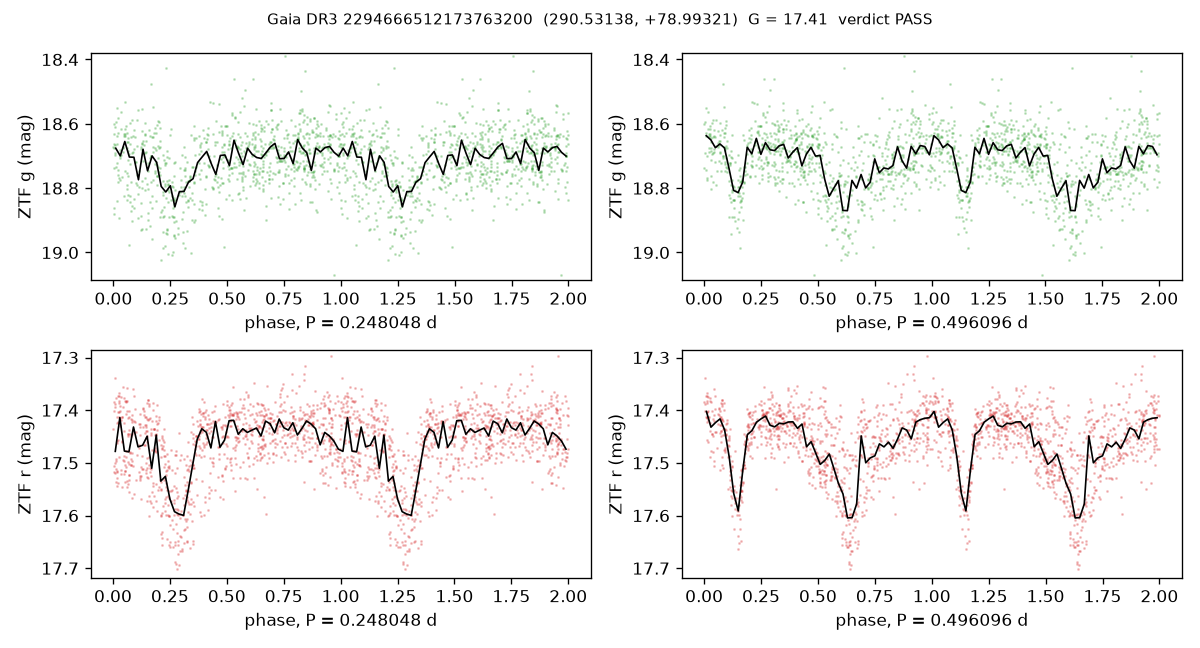 Gaia DR3 2294666512173763200 (290.53138, +78.99321) G = 17.41 verdict PASS
ZTF g (mag)
18.4
18.6
18.8
19.0
0.00 0.25 0.50 0.75 1.00 1.25 1.50 1.75 2.00
phase, P = 0.248048 d
ZTF g (mag)
18.4
18.6
18.8
19.0
0.00 0.25 0.50 0.75 1.00 1.25 1.50 1.75 2.00
phase, P = 0.496096 d
ZTF r (mag)
17.3
17.4
17.5
17.6
17.7
0.00 0.25 0.50 0.75 1.00 1.25 1.50 1.75 2.00
phase, P = 0.248048 d
ZTF r (mag)
17.3
17.4
17.5
17.6
17.7
0.00 0.25 0.50 0.75 1.00 1.25 1.50 1.75 2.00
phase, P = 0.496096 d